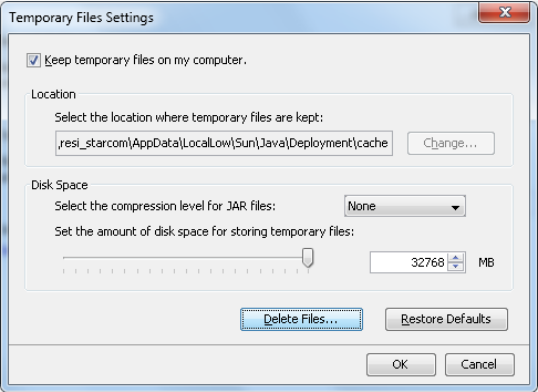 Temporary Files Settings
Keep temporary files on my computer.
Location
Select the location where temporary files are kept:
,resi_starcom\AppData\LocalLow\Sun\Java\Deployment\cache
Change...
Disk Space
Select the compression level for JAR files:
None
Set the amount of disk space for storing temporary files:
32768
MB
Delete Files...
Restore Defaults
OK
Cancel